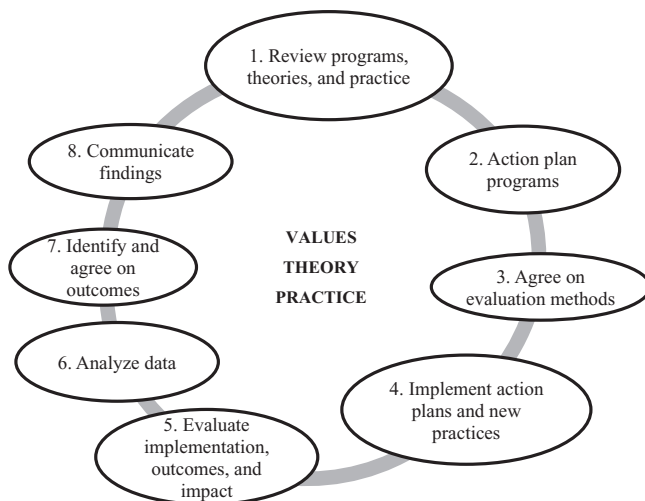 1. Review programs,
theories, and practice
2. Action plan
programs
3. Agree on
evaluation methods
4. Implement action
plans and new
practices
5. Evaluate
implementation,
outcomes, and
impact
6. Analyze data
7. Identify and
agree on
outcomes
8. Communicate
findings
VALUES
THEORY
PRACTICE